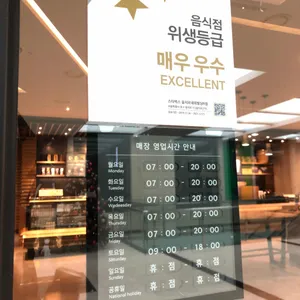 음식점
위생등급
매우 우수
EXCELLENT
매장 영업시간 안내
월요일 Monday 07 : 00 - 20 : 00
화요일 Tuesday 07 : 00 - 20 : 00
수요일 07 : 00 - 20 : 00
목요일 07 : 00 - 20 : 00
금요일 Friday 07 : 00 - 20 : 00
토요일 09 : 00 - 18 : 00
일요일 Sunday 휴 : 점 - 휴 : 점
공휴일 National holiday 휴 : 점 - 휴 : 점